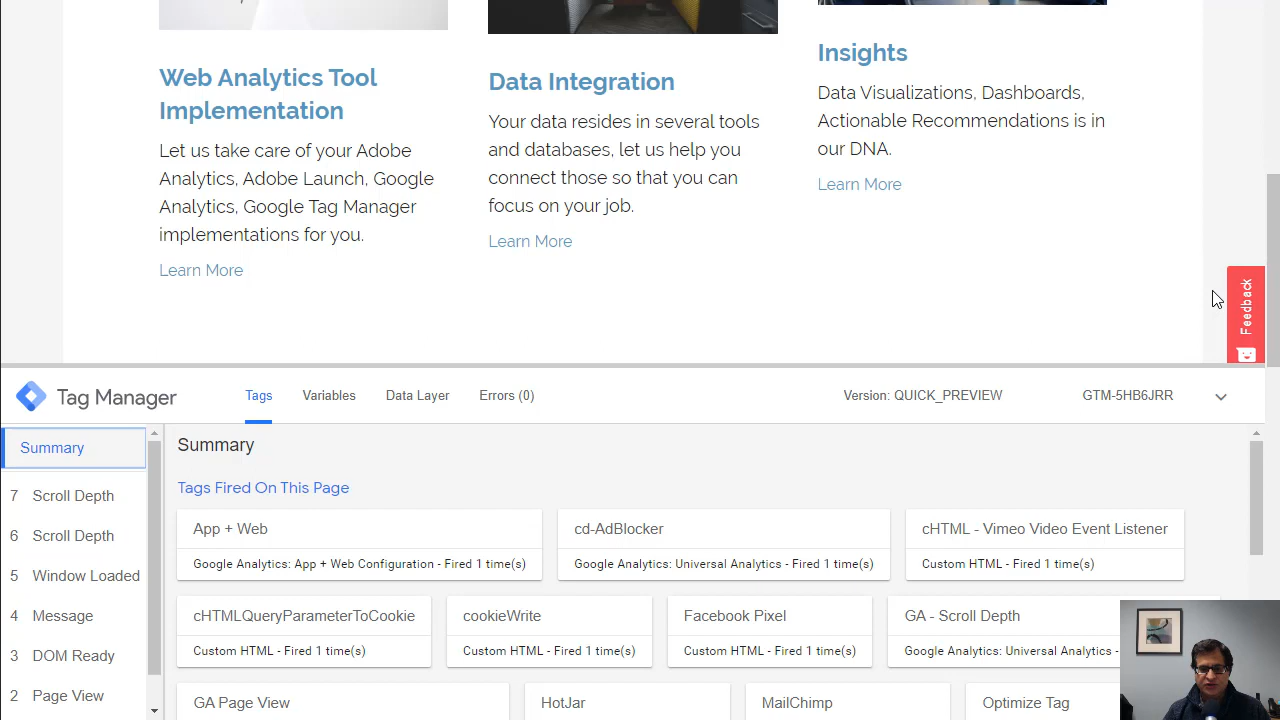 Web Analytics Tool
Implementation
Let us take care of your Adobe
Analytics, Adobe Launch, Google
Analytics, Google Tag Manager
implementations for you.
Learn More
Data Integration
Your data resides in several tools
and databases, let us help you
connect those so that you can
focus on your job.
Learn More
Insights
Data Visualizations, Dashboards,
Actionable Recommendations is in
our DNA.
Learn More
Feedback
Tag Manager
Tags
Variables
Data Layer
Errors (0)
Version: QUICK_PREVIEW
GTM-5HB6JRR
Summary
7 Scroll Depth
6 Scroll Depth
5 Window Loaded
4 Message
3 DOM Ready
2 Page View
Summary
Tags Fired On This Page
App + Web
Google Analytics: App + Web Configuration - Fired 1 time(s)
cd-AdBlocker
Google Analytics: Universal Analytics - Fired 1 time(s)
cHTML - Vimeo Video Event Listener
Custom HTML - Fired 1 time(s)
cHTMLQueryParameterToCookie
Custom HTML - Fired 1 time(s)
cookieWrite
Custom HTML - Fired 1 time(s)
Facebook Pixel
Custom HTML - Fired 1 time(s)
GA - Scroll Depth
Google Analytics: Universal Analytics -
GA Page View
HotJar
MailChimp
Optimize Tag